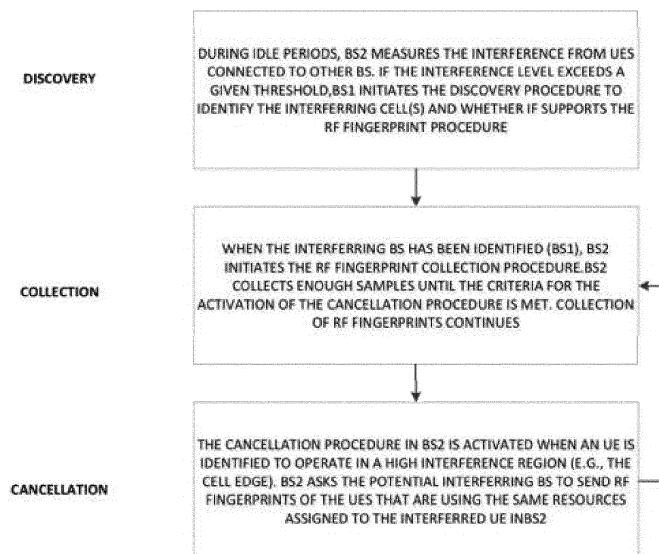 DISCOVERY
DURING IDLE PERIODS, BS2 MEASURES THE INTERFERENCE FROM UES
CONNECTED TO OTHER BS. IF THE INTERFERENCE LEVEL EXCEEDS A
GIVEN THRESHOLD,BS1 INITIATES THE DISCOVERY PROCEDURE TO
IDENTIFY THE INTERFERING CELL(S) AND WHETHER IF SUPPORTS THE
RF FINGERPRINT PROCEDURE
COLLECTION
WHEN THE INTERFERING BS HAS BEEN IDENTIFIED (BS1), BS2
INITIATES THE RF FINGERPRINT COLLECTION PROCEDURE.BS2
COLLECTS ENOUGH SAMPLES UNTIL THE CRITERIA FOR THE
ACTIVATION OF THE CANCELLATION PROCEDURE IS MET. COLLECTION
OF RF FINGERPRINTS CONTINUES
CANCELLATION
THE CANCELLATION PROCEDURE IN BS2 IS ACTIVATED WHEN AN UE IS
IDENTIFIED TO OPERATE IN A HIGH INTERFERENCE REGION (E.G., THE
CELL EDGE). BS2 ASKS THE POTENTIAL INTERFERING BS TO SEND RF
FINGERPRINTS OF THE UES THAT ARE USING THE SAME RESOURCES
ASSIGNED TO THE INTERFERED UE INBS2